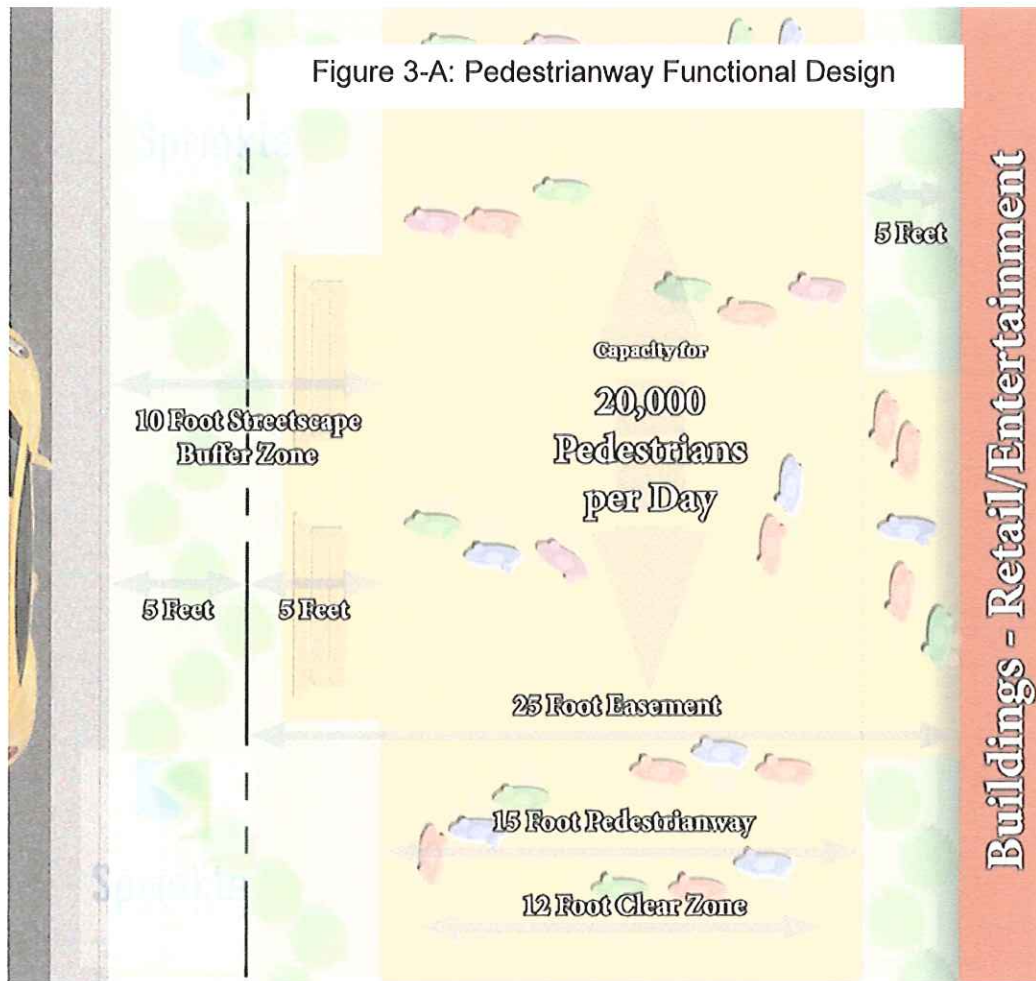 Figure 3-A: Pedestrianway Functional Design
5 Feet
Capacity for
20,000
Pedestrians
per Day
10 Foot Streetscape
Buffer Zone
5 Feet
5 Feet
25 Foot Easement
15 Foot Pedestrianway
12 Foot Clear Zone
Buildings - Retail/Entertainment